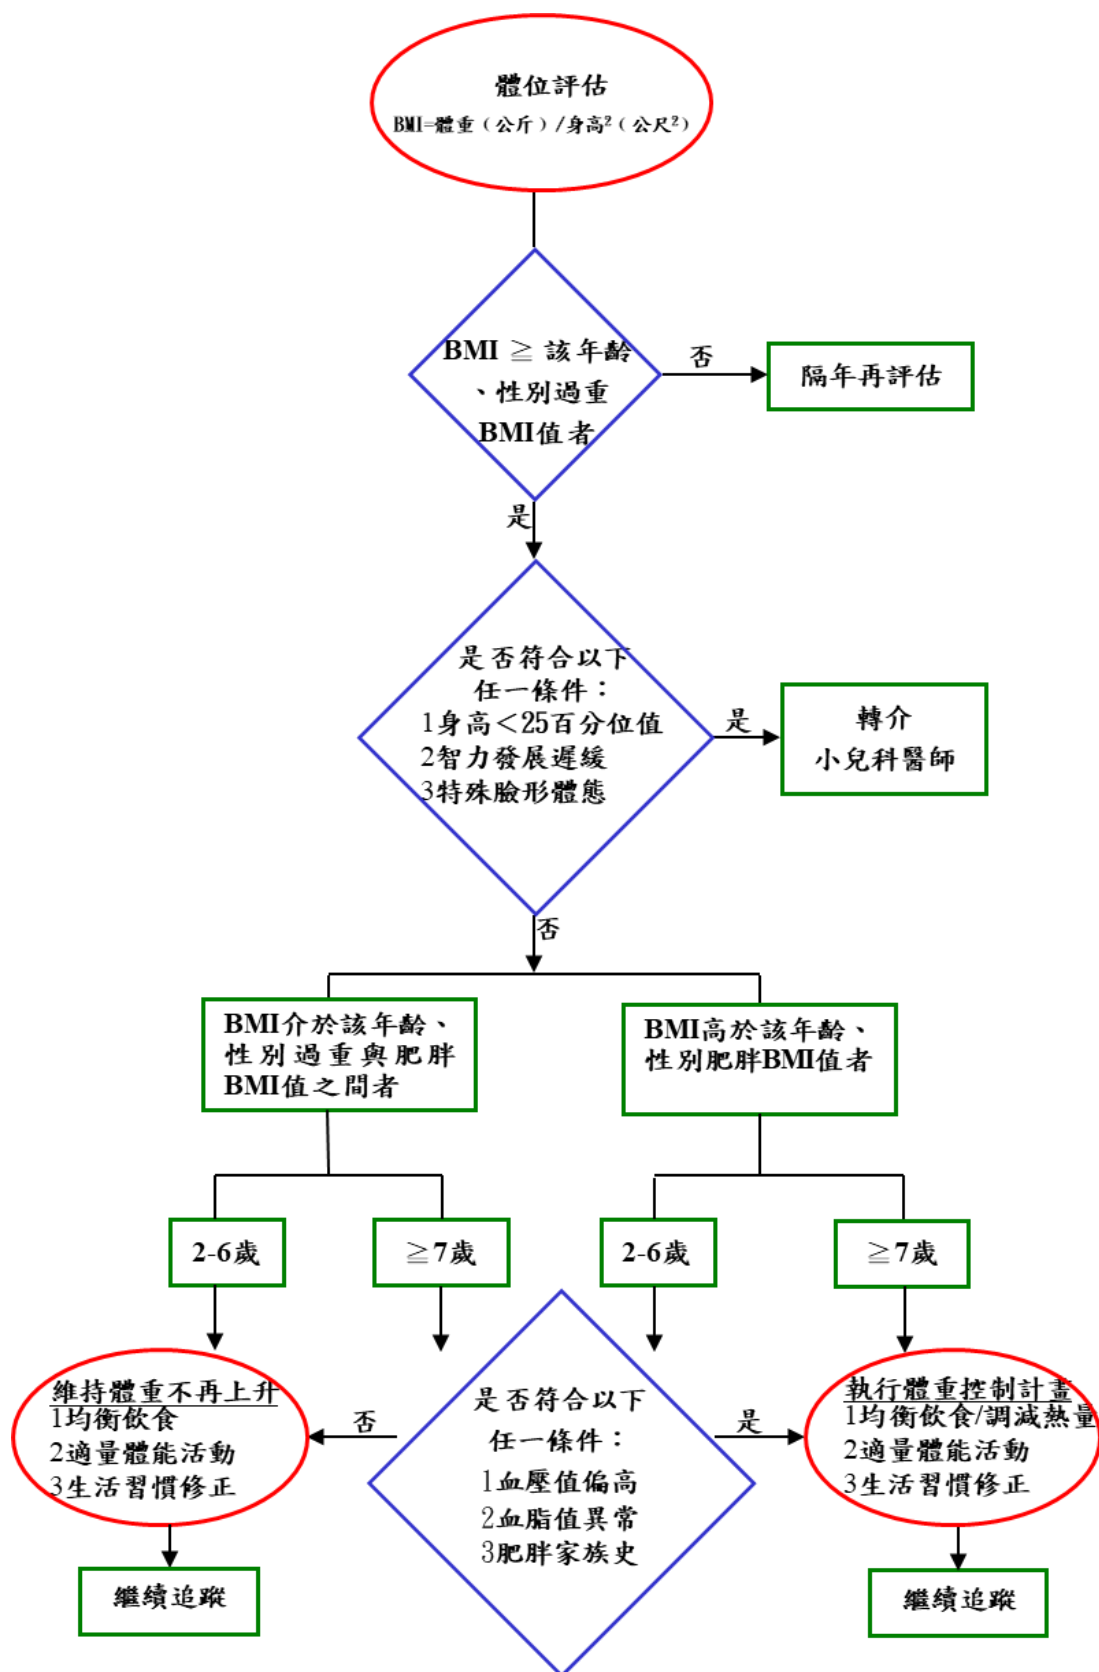 體位評估
BMI=體重（公斤）/身高²（公尺²）
BMI ≧ 該年齡
、性別過重
BMI值者
否
隔年再評估
是
是否符合以下
任一條件：
1身高＜25百分位值
2智力發展遲緩
3特殊臉形體態
是
轉介
小兒科醫師
否
BMI介於該年齡、
性別過重與肥胖
BMI值之間者
BMI高於該年齡、
性別肥胖BMI值者
2-6歲
≧7歲
2-6歲
≧7歲
維持體重不再上升
1均衡飲食
2適量體能活動
3生活習慣修正
否
是否符合以下
任一條件：
1血壓值偏高
2血脂值異常
3肥胖家族史
是
執行體重控制計畫
1均衡飲食/調減熱量
2適量體能活動
3生活習慣修正
繼續追蹤
繼續追蹤